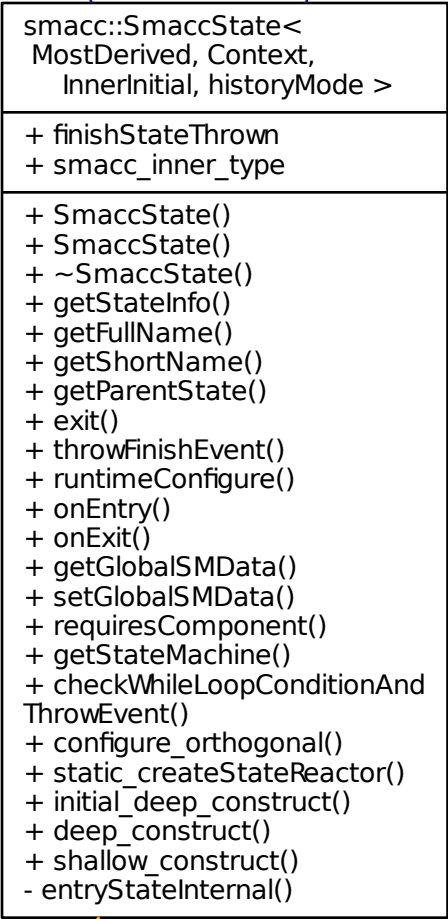 smacc::SmaccState<
MostDerived, Context,
InnerInitial, historyMode >
+ finishStateThrown
+ smacc_inner_type
+ SmaccState()
+ SmaccState()
+ ~SmaccState()
+ getStateInfo()
+ getFullName()
+ getShortName()
+ getParentState()
+ exit()
+ throwFinishEvent()
+ runtimeConfigure()
+ onEntry()
+ onExit()
+ getGlobalSMData()
+ setGlobalSMData()
+ requiresComponent()
+ getStateMachine()
+ checkWhileLoopConditionAnd
ThrowEvent()
+ configure_orthogonal()
+ static_createStateReactor()
+ initial_deep_construct()
+ deep_construct()
+ shallow_construct()
- entryStateInternal()